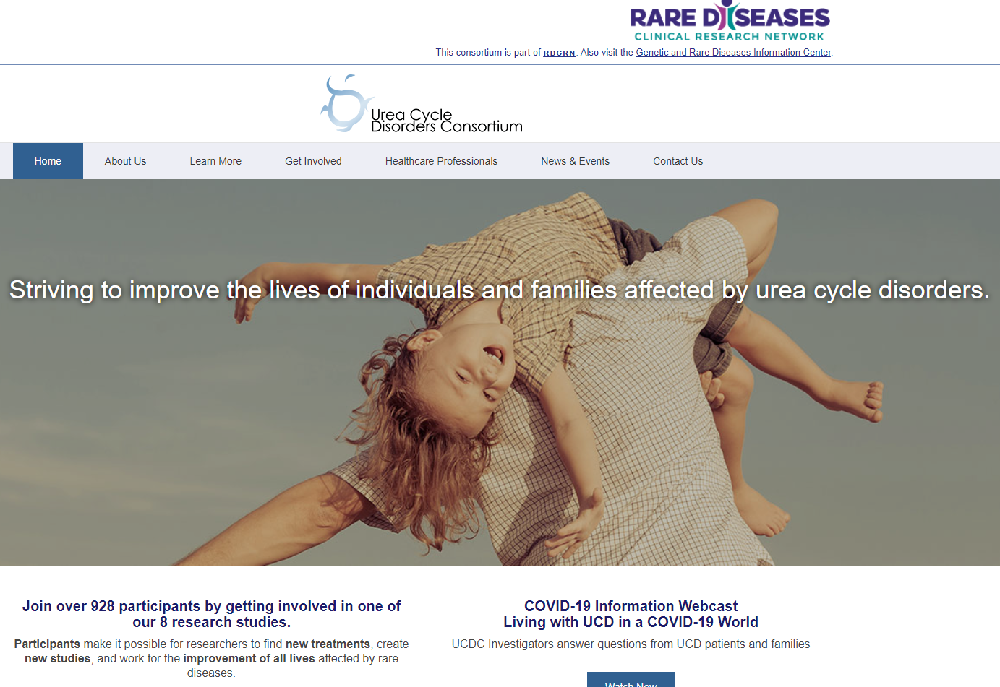 RARE DISEASES
CLINICAL RESEARCH NETWORK
This consortium is part of RDCRN. Also visit the Genetic and Rare Diseases Information Center.
Urea Cycle
Disorders Consortium
Home About Us Learn More Get Involved Healthcare Professionals News & Events Contact Us
Striving to improve the lives of individuals and families affected by urea cycle disorders.
Join over 928 participants by getting involved in one of
our 8 research studies.
Participants make it possible for researchers to find new treatments, create
new studies, and work for the improvement of all lives affected by rare
diseases.
COVID-19 Information Webcast
Living with UCD in a COVID-19 World
UCDC Investigators answer questions from UCD patients and families
Watch Now